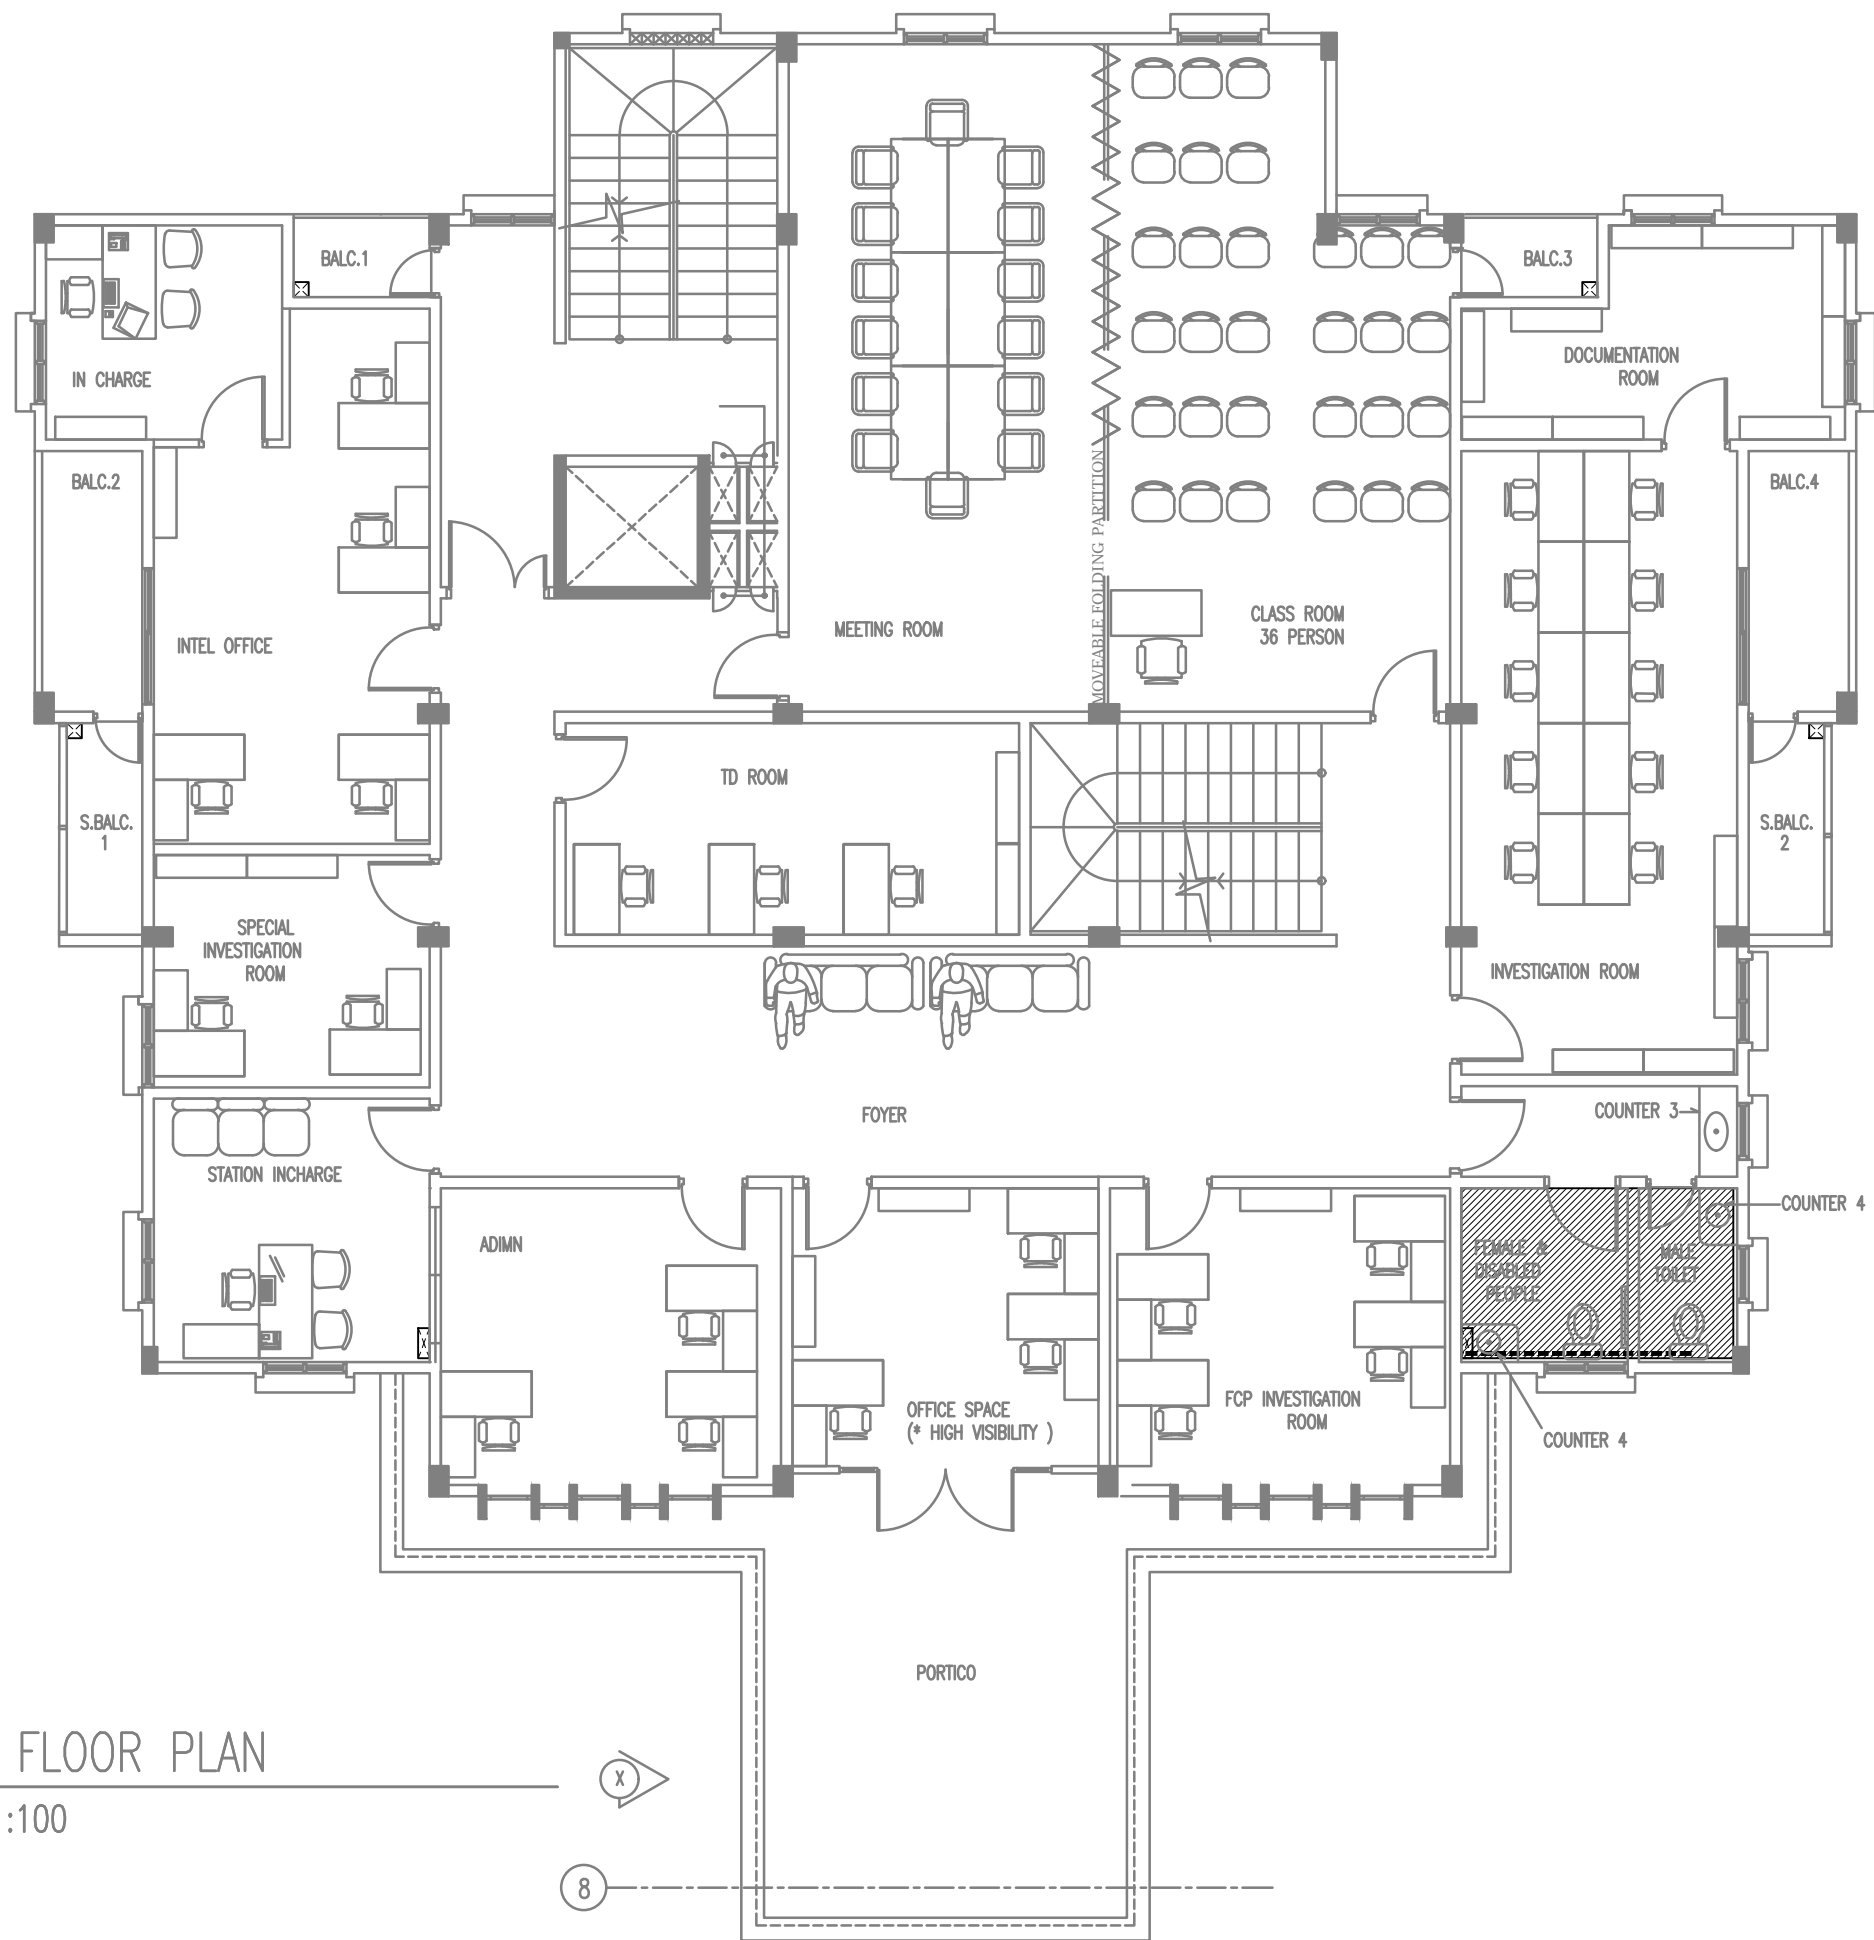 BALC.1
BALC.3
IN CHARGE
DOCUMENTATION
ROOM
BALC.2
BALC.4
MOVEABLE FOLDING PARTITION
MEETING ROOM
CLASS ROOM
36 PERSON
INTEL OFFICE
TD ROOM
S.BALC.
1
S.BALC.
2
SPECIAL
INVESTIGATION
ROOM
INVESTIGATION ROOM
FOYER
COUNTER 3
STATION INCHARGE
COUNTER 4
ADIMN
FEMALE &
DISABLED
PEOPLE
MALE
TOILET
OFFICE SPACE
(* HIGH VISIBILITY )
FCP INVESTIGATION
ROOM
COUNTER 4
PORTICO
FLOOR PLAN
:100
X
8